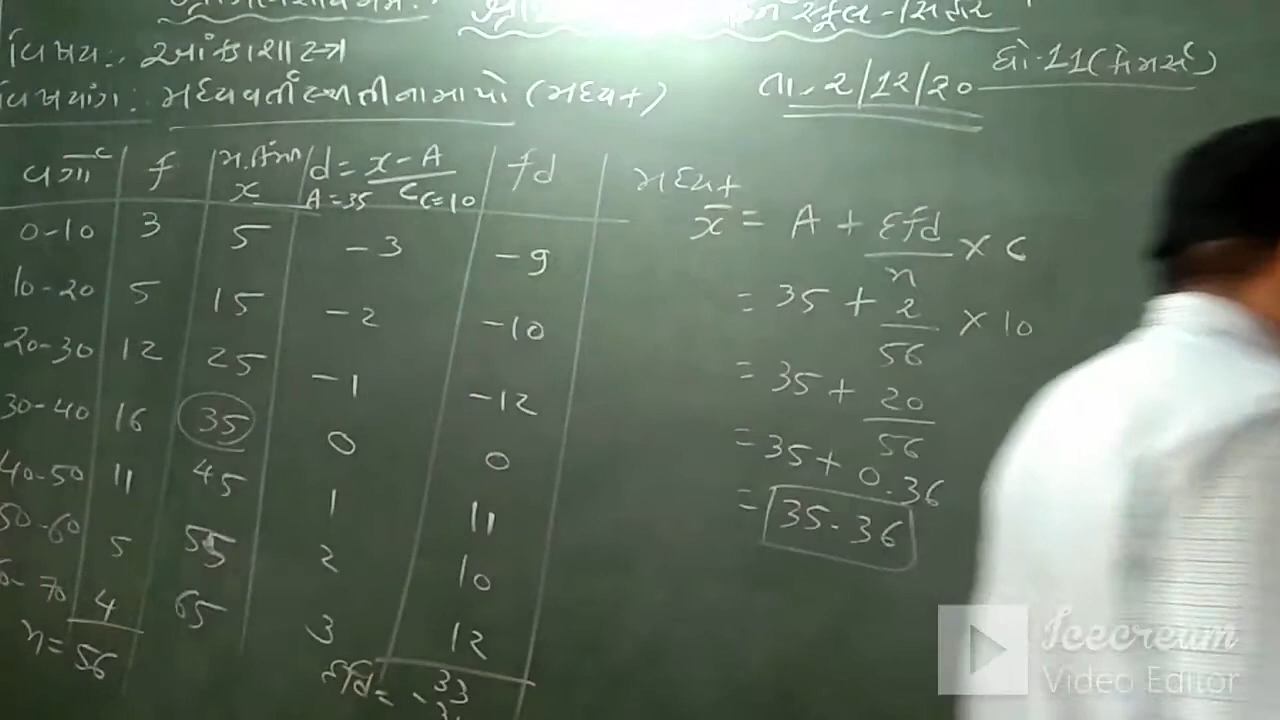 વિષય:. આંકડાશાસ્ત્ર
ધો-11(કોમર્સ)
વિષયાંગ: મધ્યવર્તી સ્થિતીના માપો (મધ્યક)
તા.-2/12/20
વર્ગ c f x d = x-A / c fd
A=35 c=10
0-10 3 5 -3 -9
10-20 5 15 -2 -10
20-30 12 25 -1 -12
30-40 16 35 0 0
40-50 11 45 1 11
50-60 5 55 2 10
70 4 65 3 12
n= 56
33
મધ્યક
x̄ = A + Σfd / n × c
= 35 + 2 / 56 × 10
= 35 + 20 / 56
= 35 + 0.36
= 35.36
Icecream
Video Editor